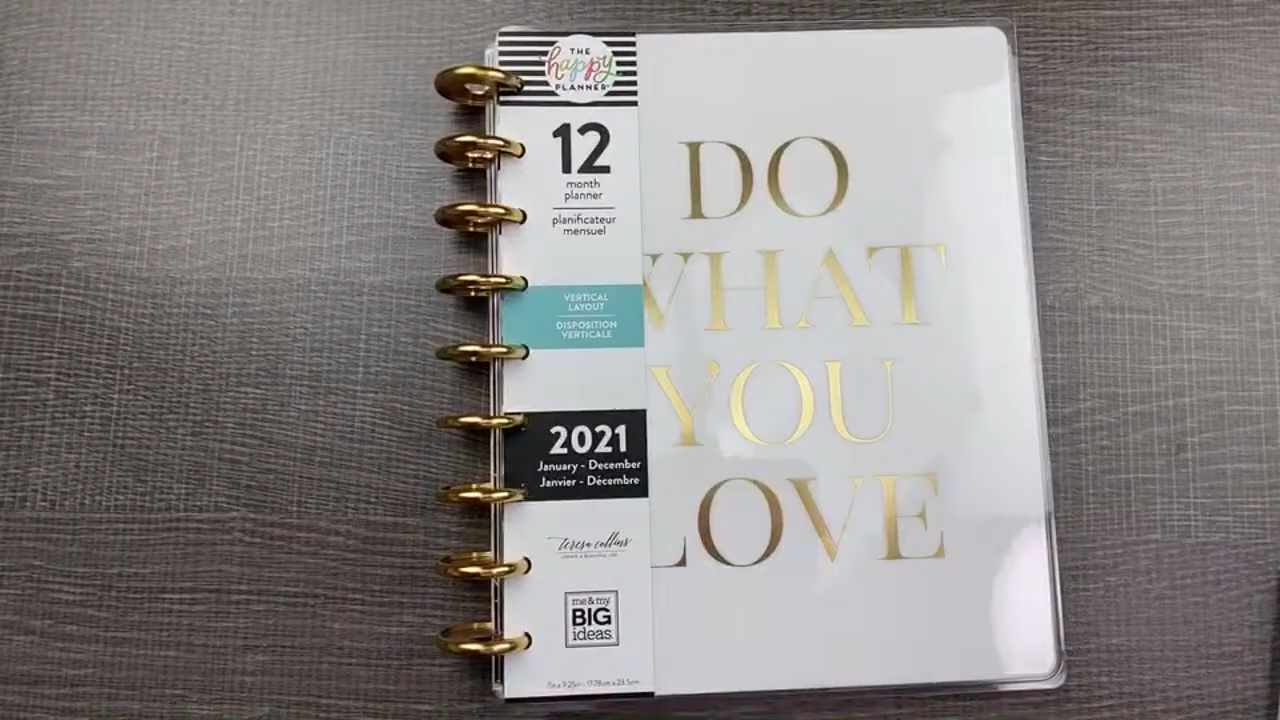 THE
happy
PLANNER®
12
month
planner
planificateur
mensuel
VERTICAL
LAYOUT
DISPOSITION
VERTICALE
2021
January - December
Janvier - Décembre
teresa collins
me & my
BIG
ideas.
DO
WHAT
YOU
LOVE